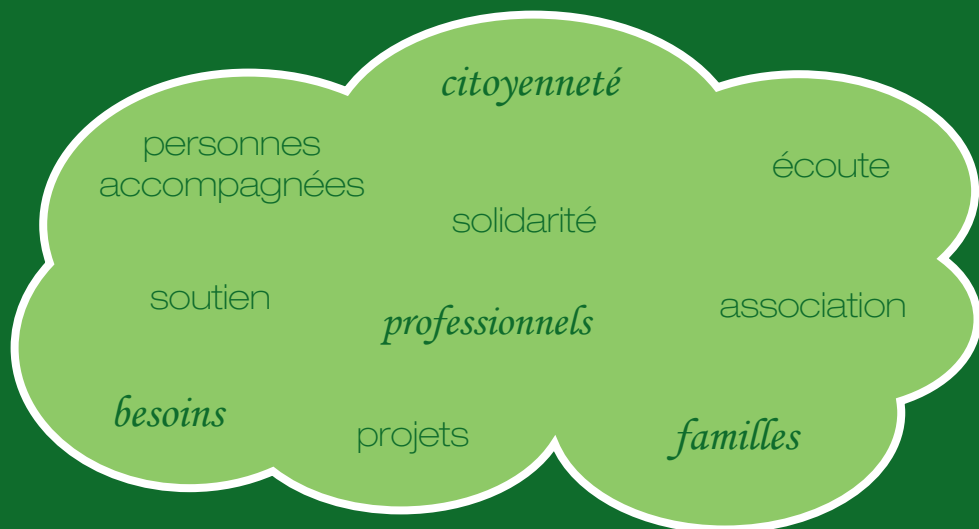 citoyenneté
personnes
accompagnées
écoute
solidarité
soutien
professionnels
association
besoins
projets
familles